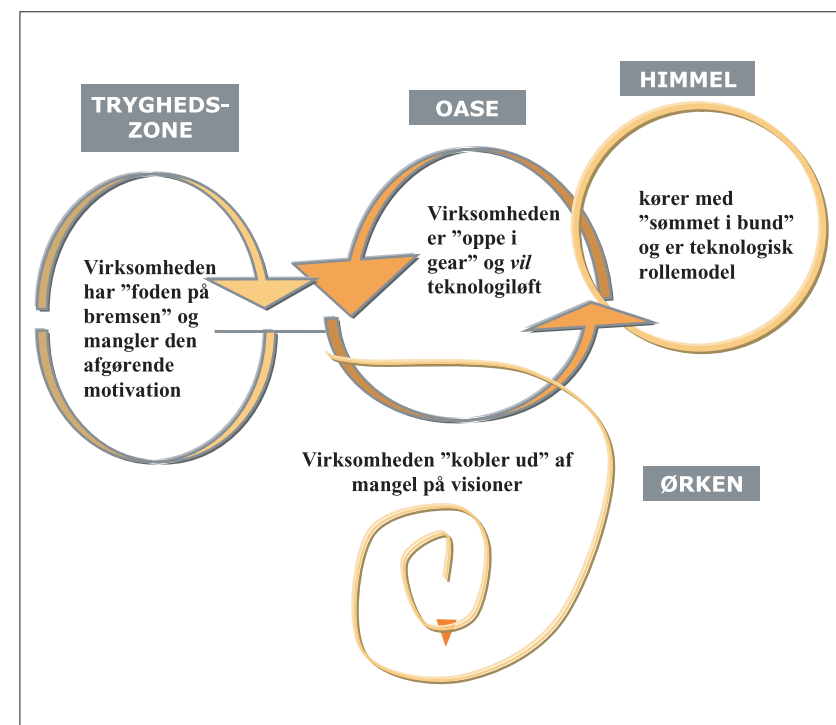 TRYGHEDS-
ZONE
Virksomheden
har ”foden på
bremsen” og
mangler den
afgørende
motivation
OASE
Virksomheden
er ”oppe i
gear” og vil
teknologiløft
HIMMEL
kører med
”sømmet i bund”
og er teknologisk
rollemodel
Virksomheden ”kobler ud” af
mangel på visioner
ØRKEN